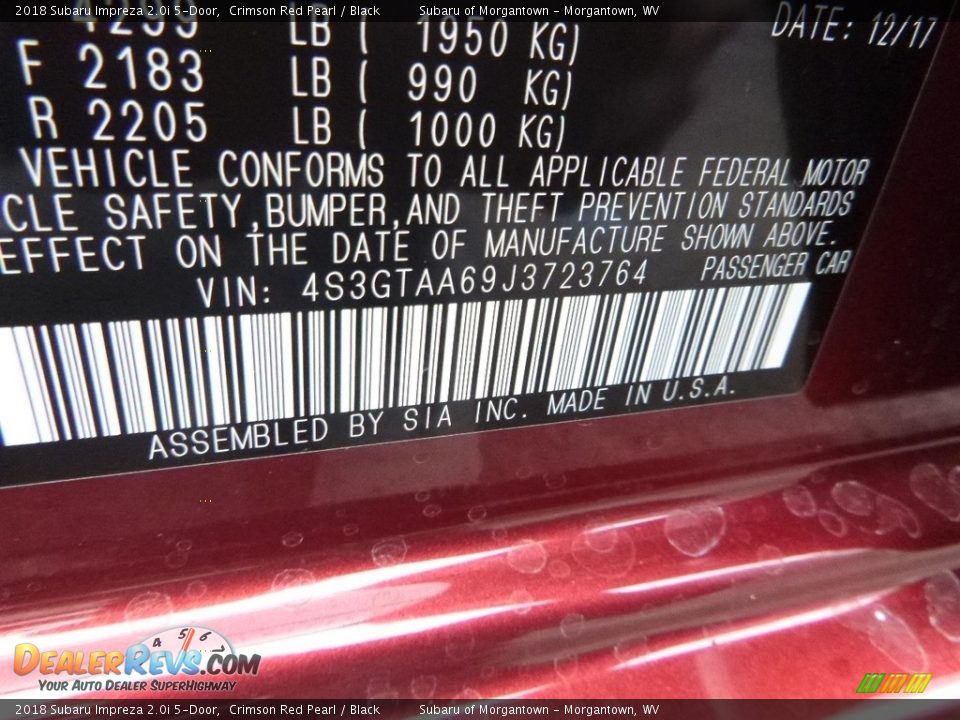 2018 Subaru Impreza 2.0i 5-Door, Crimson Red Pearl / Black Subaru of Morgantown - Morgantown, WV
4299 LB ( 1950 KG) DATE: 12/17
F 2183 LB ( 990 KG)
R 2205 LB ( 1000 KG)
VEHICLE CONFORMS TO ALL APPLICABLE FEDERAL MOTOR
CLE SAFETY,BUMPER,AND THEFT PREVENTION STANDARDS
EFFECT ON THE DATE OF MANUFACTURE SHOWN ABOVE.
VIN: 4S3GTAA69J3723764 PASSENGER CAR
ASSEMBLED BY SIA INC. MADE IN U.S.A.
4 5 6
DEALERREVS.COM
YOUR AUTO DEALER SUPERHIGHWAY
2018 Subaru Impreza 2.0i 5-Door, Crimson Red Pearl / Black Subaru of Morgantown - Morgantown, WV